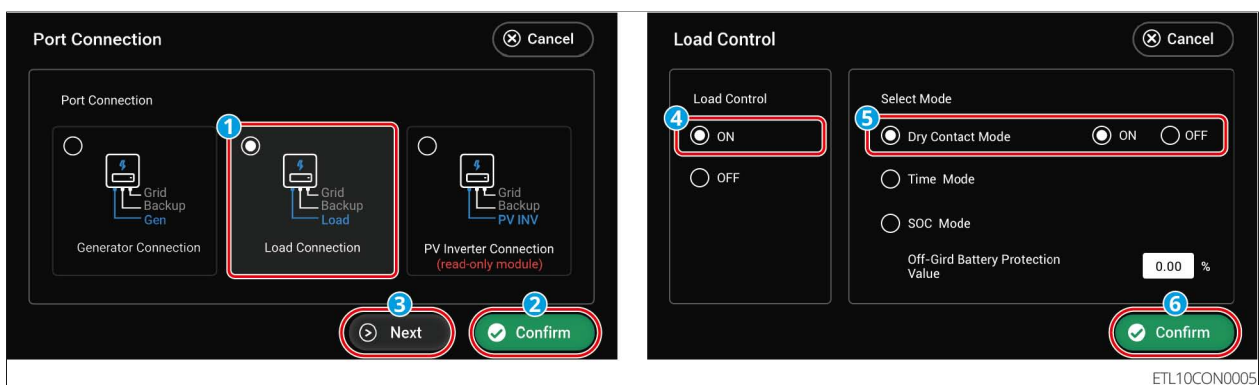 Port Connection
Cancel
Port Connection
1
Grid
Backup
Gen
Generator Connection
Grid
Backup
Load
Load Connection
Grid
Backup
PV INV
PV Inverter Connection
(read-only module)
3
Next
2
Confirm
Load Control
Cancel
Load Control
4
ON
OFF
Select Mode
5
Dry Contact Mode ON OFF
Time Mode
SOC Mode
Off-Gird Battery Protection
Value
0.00 %
6
Confirm
ETL10CON0005